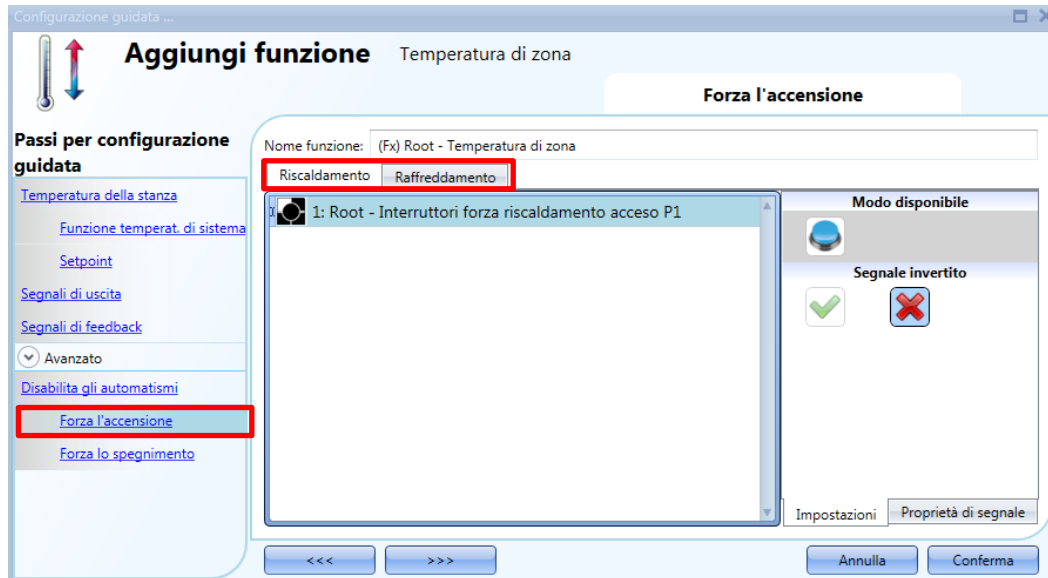 Configurazione guidata ...
Aggiungi funzione Temperatura di zona
Forza l'accensione
Passi per configurazione
guidata
Temperatura della stanza
Funzione temperat. di sistema
Setpoint
Segnali di uscita
Segnali di feedback
Avanzato
Disabilita gli automatismi
Forza l'accensione
Forza lo spegnimento
Nome funzione: (Fx) Root - Temperatura di zona
Riscaldamento Raffreddamento
1: Root - Interruttori forza riscaldamento acceso P1
Modo disponibile
Segnale invertito
Impostazioni Proprietà di segnale
<<< >>> Annulla Conferma